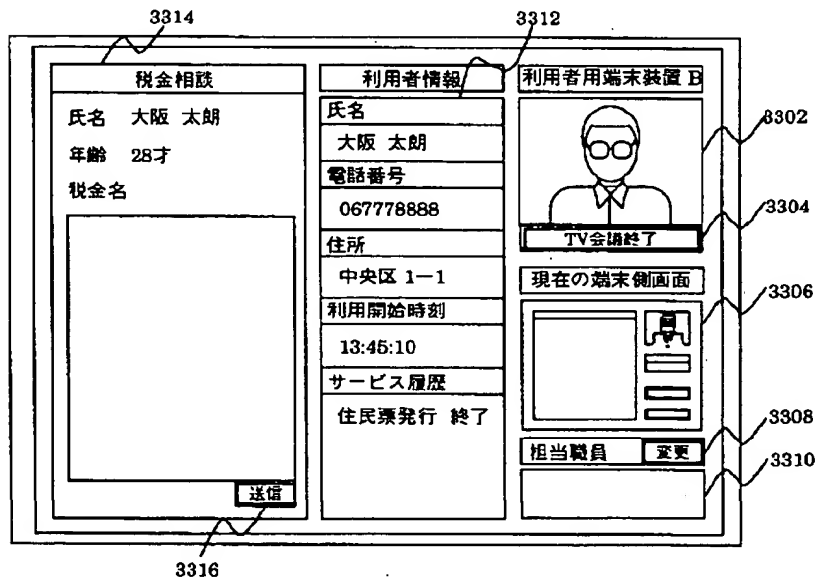 3314
3312
税金相談
氏名 大阪 太朗
年齢 28才
税金名
送信
3316
利用者情報
氏名
大阪 太朗
電話番号
067778888
住所
中央区 1—1
利用開始時刻
13:45:10
サービス履歴
住民票発行 終了
利用者用端末装置 B
3302
TV会議終了
3304
現在の端末側画面
3306
担当職員 変更
3308
3310